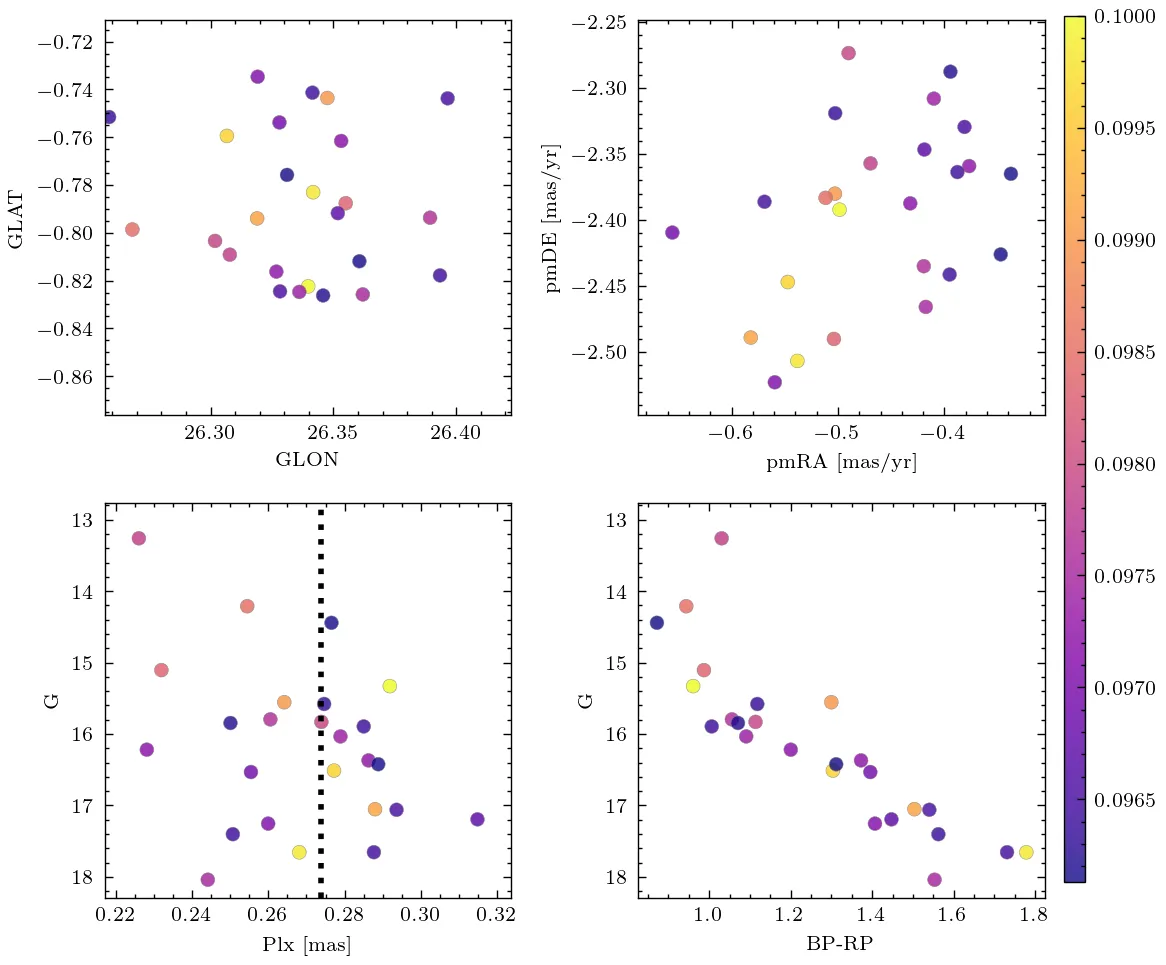 −0.72
−0.74
−0.76
−0.78
−0.80
−0.82
−0.84
−0.86
GLAT
26.30 26.35 26.40
GLON
−2.25
−2.30
−2.35
−2.40
−2.45
−2.50
pmDE [mas/yr]
−0.6 −0.5 −0.4
pmRA [mas/yr]
13
14
15
16
17
18
G
0.22 0.24 0.26 0.28 0.30 0.32
Plx [mas]
13
14
15
16
17
18
G
1.0 1.2 1.4 1.6 1.8
BP-RP
0.1000
0.0995
0.0990
0.0985
0.0980
0.0975
0.0970
0.0965